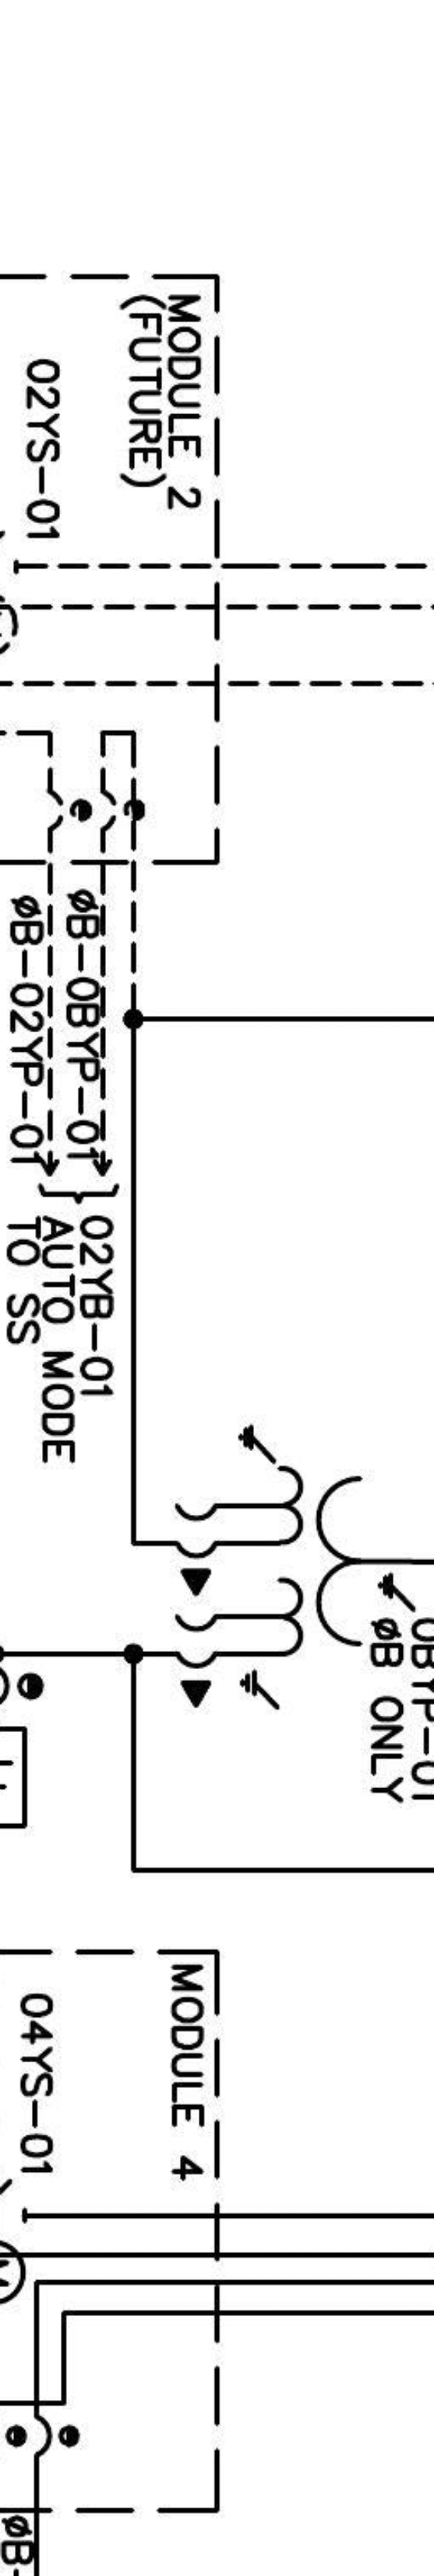 MODULE 2
(FUTURE)
02YS-01
øB-0BYP-01
øB-02YP-01
02YB-01
AUTO MODE
TO SS
0BYP-01
øB ONLY
MODULE 4
04YS-01
øB-